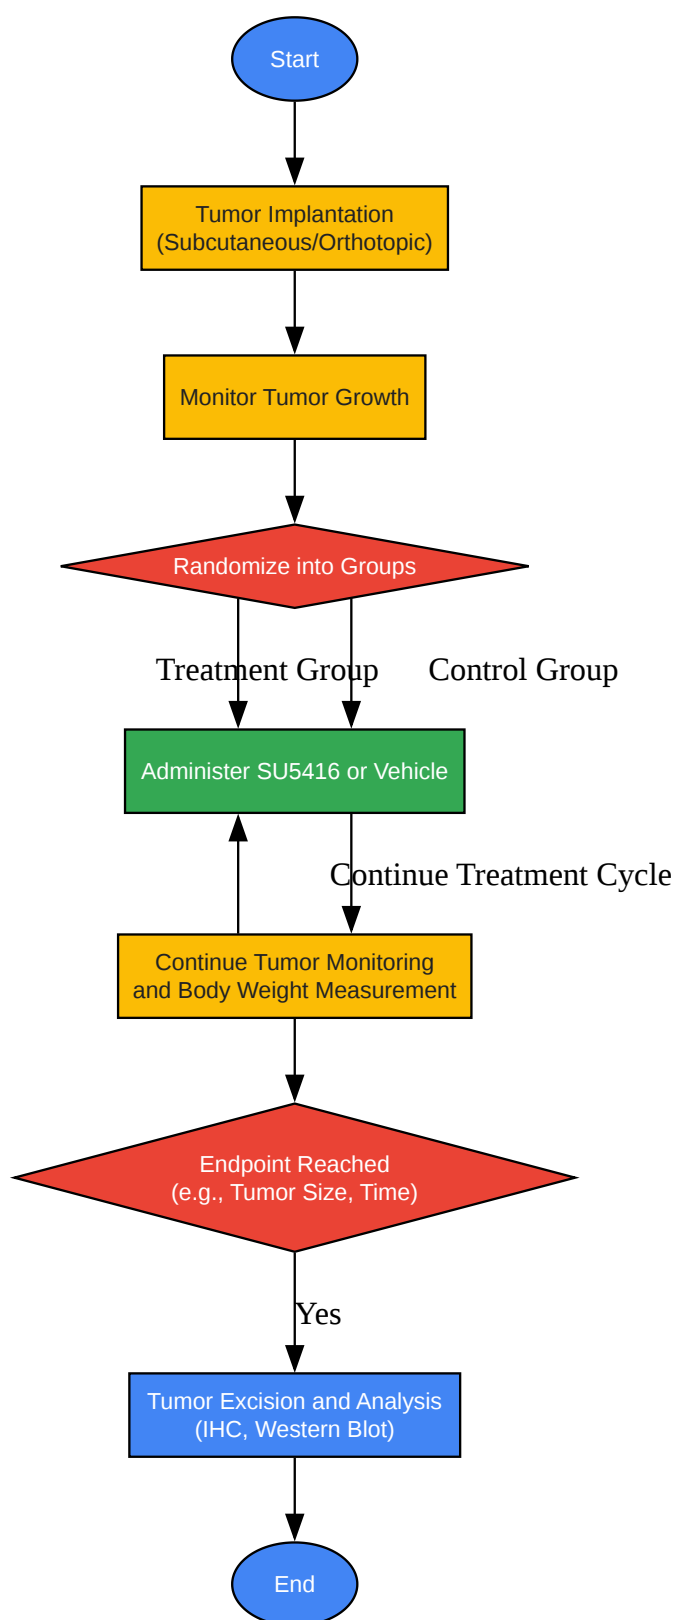 Start
Tumor Implantation
(Subcutaneous/Orthotopic)
Monitor Tumor Growth
Randomize into Groups
Treatment Group
Control Group
Administer SU5416 or Vehicle
Continue Treatment Cycle
Continue Tumor Monitoring
and Body Weight Measurement
Endpoint Reached
(e.g., Tumor Size, Time)
Yes
Tumor Excision and Analysis
(IHC, Western Blot)
End